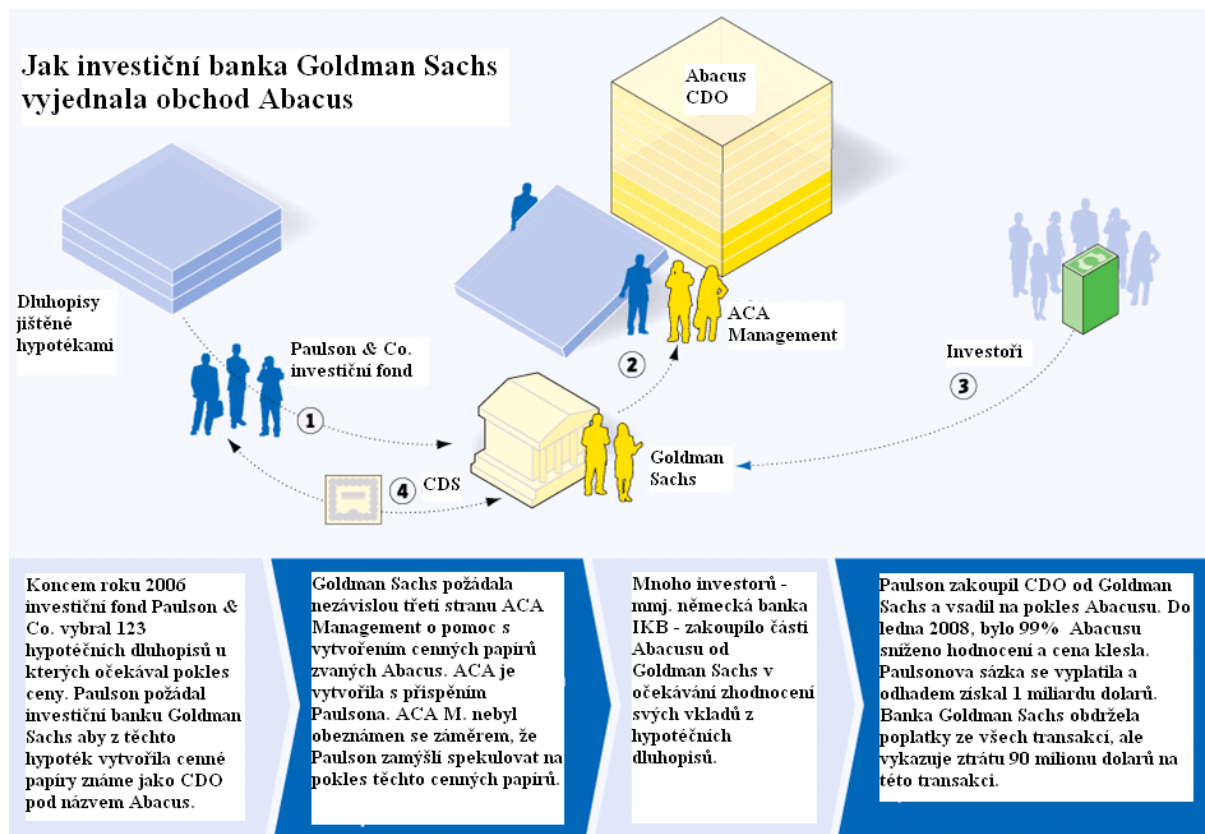 Jak investiční banka Goldman Sachs
vyjednala obchod Abacus
Abacus
CDO
Dluhopisy
jištěné
hypotékami
Paulson & Co.
investiční fond
1
2
ACA
Management
Investoři
3
4
CDS
Goldman
Sachs
Koncem roku 2006
investiční fond Paulson &
Co. vybral 123
hypotéčních dluhopisů u
kterých očekával pokles
ceny. Paulson požádal
investiční banku Goldman
Sachs aby z těchto
hypoték vytvořila cenné
papíry známe jako CDO
pod názvem Abacus.
Goldman Sachs požádala
nezávislou třetí stranu ACA
Management o pomoc s
vytvořením cenných papírů
zvaných Abacus. ACA je
vytvořila s přispěním
Paulsona. ACA M. nebyl
obeznámen se záměrem, že
Paulson zamýšlí spekulovat na
pokles těchto cenných papírů.
Mnoho investorů -
mmj. německá banka
IKB - zakoupilo části
Abacusu od
Goldman Sachs v
očekávání zhodnocení
svých vkladů z
hypotéčních
dluhopisů.
Paulson zakoupil CDO od Goldman
Sachs a vsadil na pokles Abacusu. Do
ledna 2008, bylo 99% Abacusu
sníženo hodnocení a cena klesla.
Paulsonova sázka se vyplatila a
odhadem získal 1 miliardu dolarů.
Banka Goldman Sachs obdržela
poplatky ze všech transakcí, ale
vykazuje ztrátu 90 milionu dolarů na
této transakci.